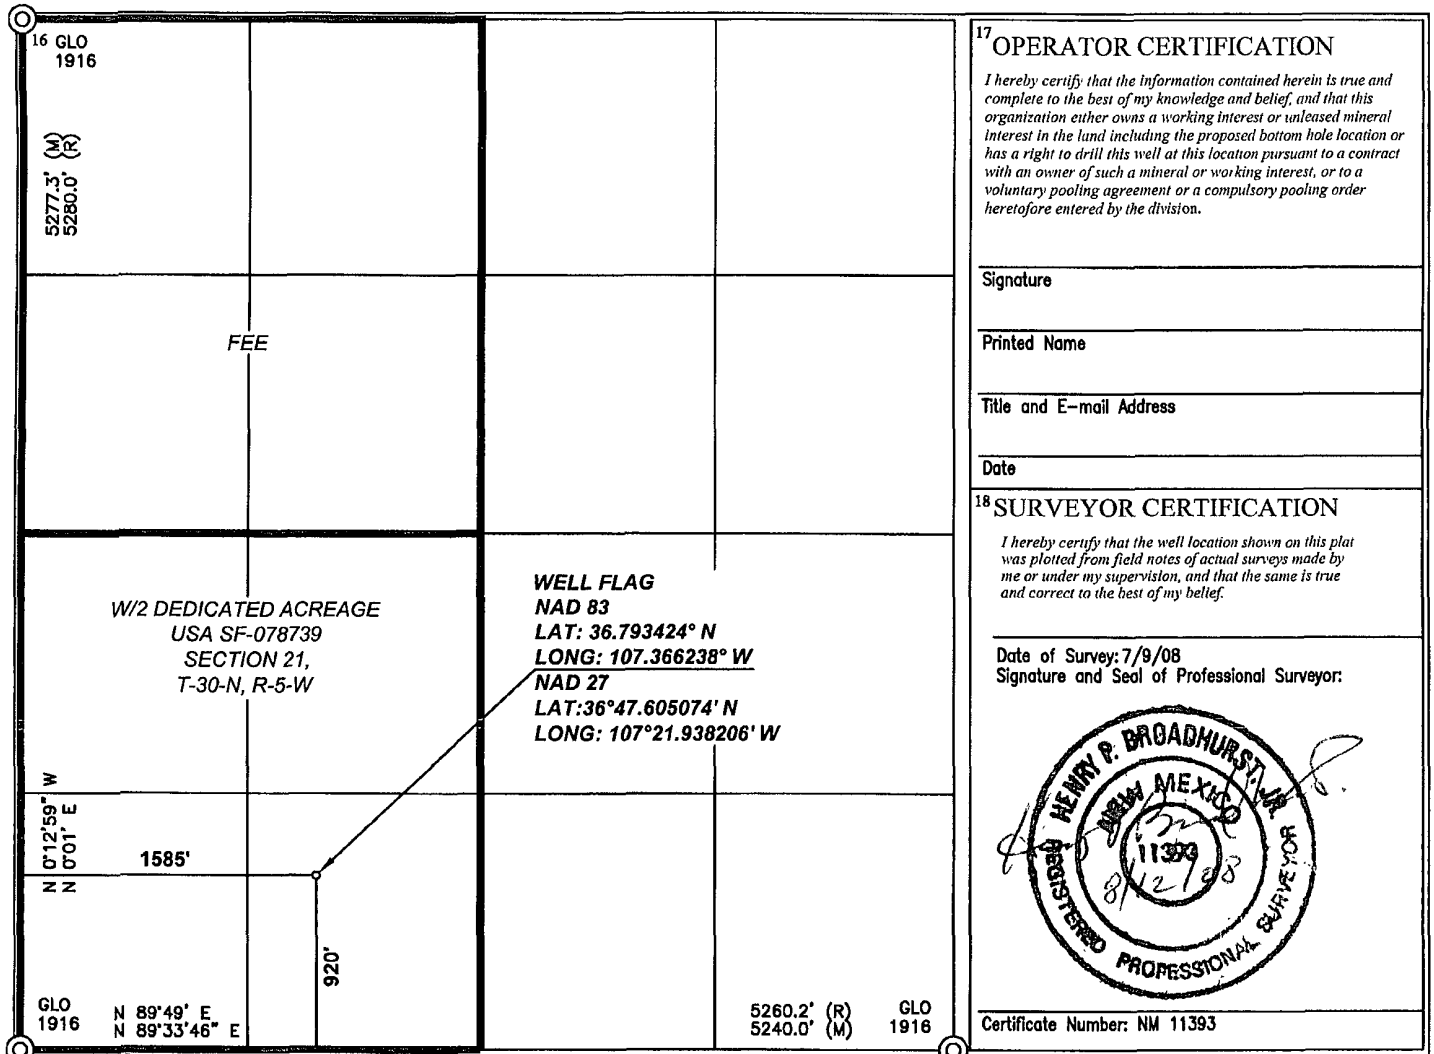 16 GLO
1916
5277.3' (M)
5280.0' (R)
FEE
W/2 DEDICATED ACREAGE
USA SF-078739
SECTION 21,
T-30-N, R-5-W
WELL FLAG
NAD 83
LAT: 36.793424° N
LONG: 107.366238° W
NAD 27
LAT:36°47.605074' N
LONG: 107°21.938206' W
N 0°12'59" W
N 0°01' E
1585'
920'
GLO
1916
N 89°49' E
N 89°33'46" E
5260.2' (R)
5240.0' (M)
GLO
1916
17 OPERATOR CERTIFICATION
I hereby certify that the information contained herein is true and
complete to the best of my knowledge and belief, and that this
organization either owns a working interest or unleased mineral
interest in the land including the proposed bottom hole location or
has a right to drill this well at this location pursuant to a contract
with an owner of such a mineral or working interest, or to a
voluntary pooling agreement or a compulsory pooling order
heretofore entered by the division.
Signature
Printed Name
Title and E-mail Address
Date
18 SURVEYOR CERTIFICATION
I hereby certify that the well location shown on this plat
was plotted from field notes of actual surveys made by
me or under my supervision, and that the same is true
and correct to the best of my belief.
Date of Survey: 7/9/08
Signature and Seal of Professional Surveyor:
HENRY P. BROADHURST, JR.
NEW MEXICO
11393
8/12/08
REGISTERED PROFESSIONAL SURVEYOR
Certificate Number: NM 11393